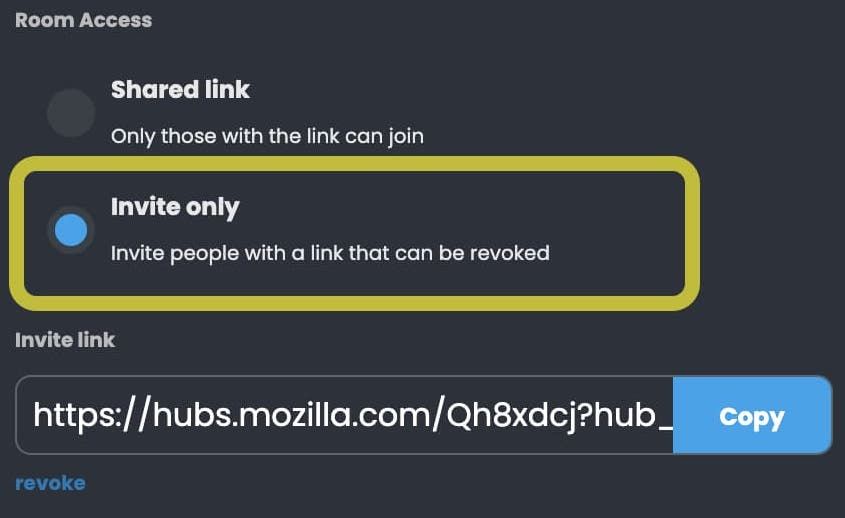 Room Access
Shared link
Only those with the link can join
Invite only
Invite people with a link that can be revoked
Invite link
https://hubs.mozilla.com/Qh8xdcj?hub_
Copy
revoke